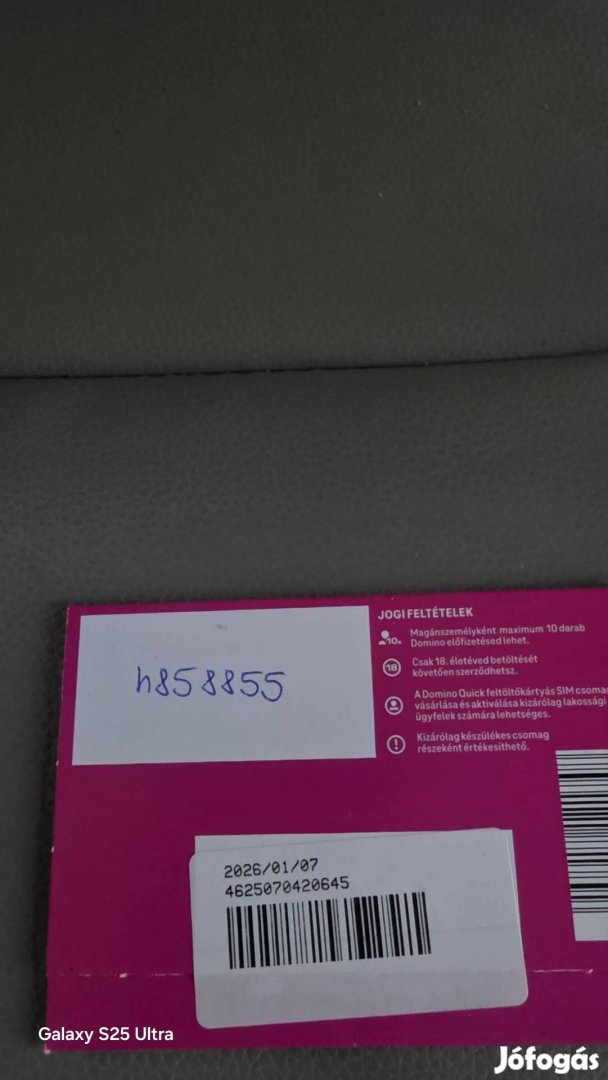 JOGI FELTÉTELEK
10.
Magánszemélyként maximum 10 darab
Domino előfizetésed lehet.
18
Csak 18. életéved betöltését
követően szerződhetsz.
A Domino Quick feltöltőkártyás SIM csomag
vásárlása és aktiválása kizárólag lakossági
ügyfelek számára lehetséges.
Kizárólag készülékes csomag
részeként értékesíthető.
h858855
2026/01/07
4625070420645
Galaxy S25 Ultra
Jófogás